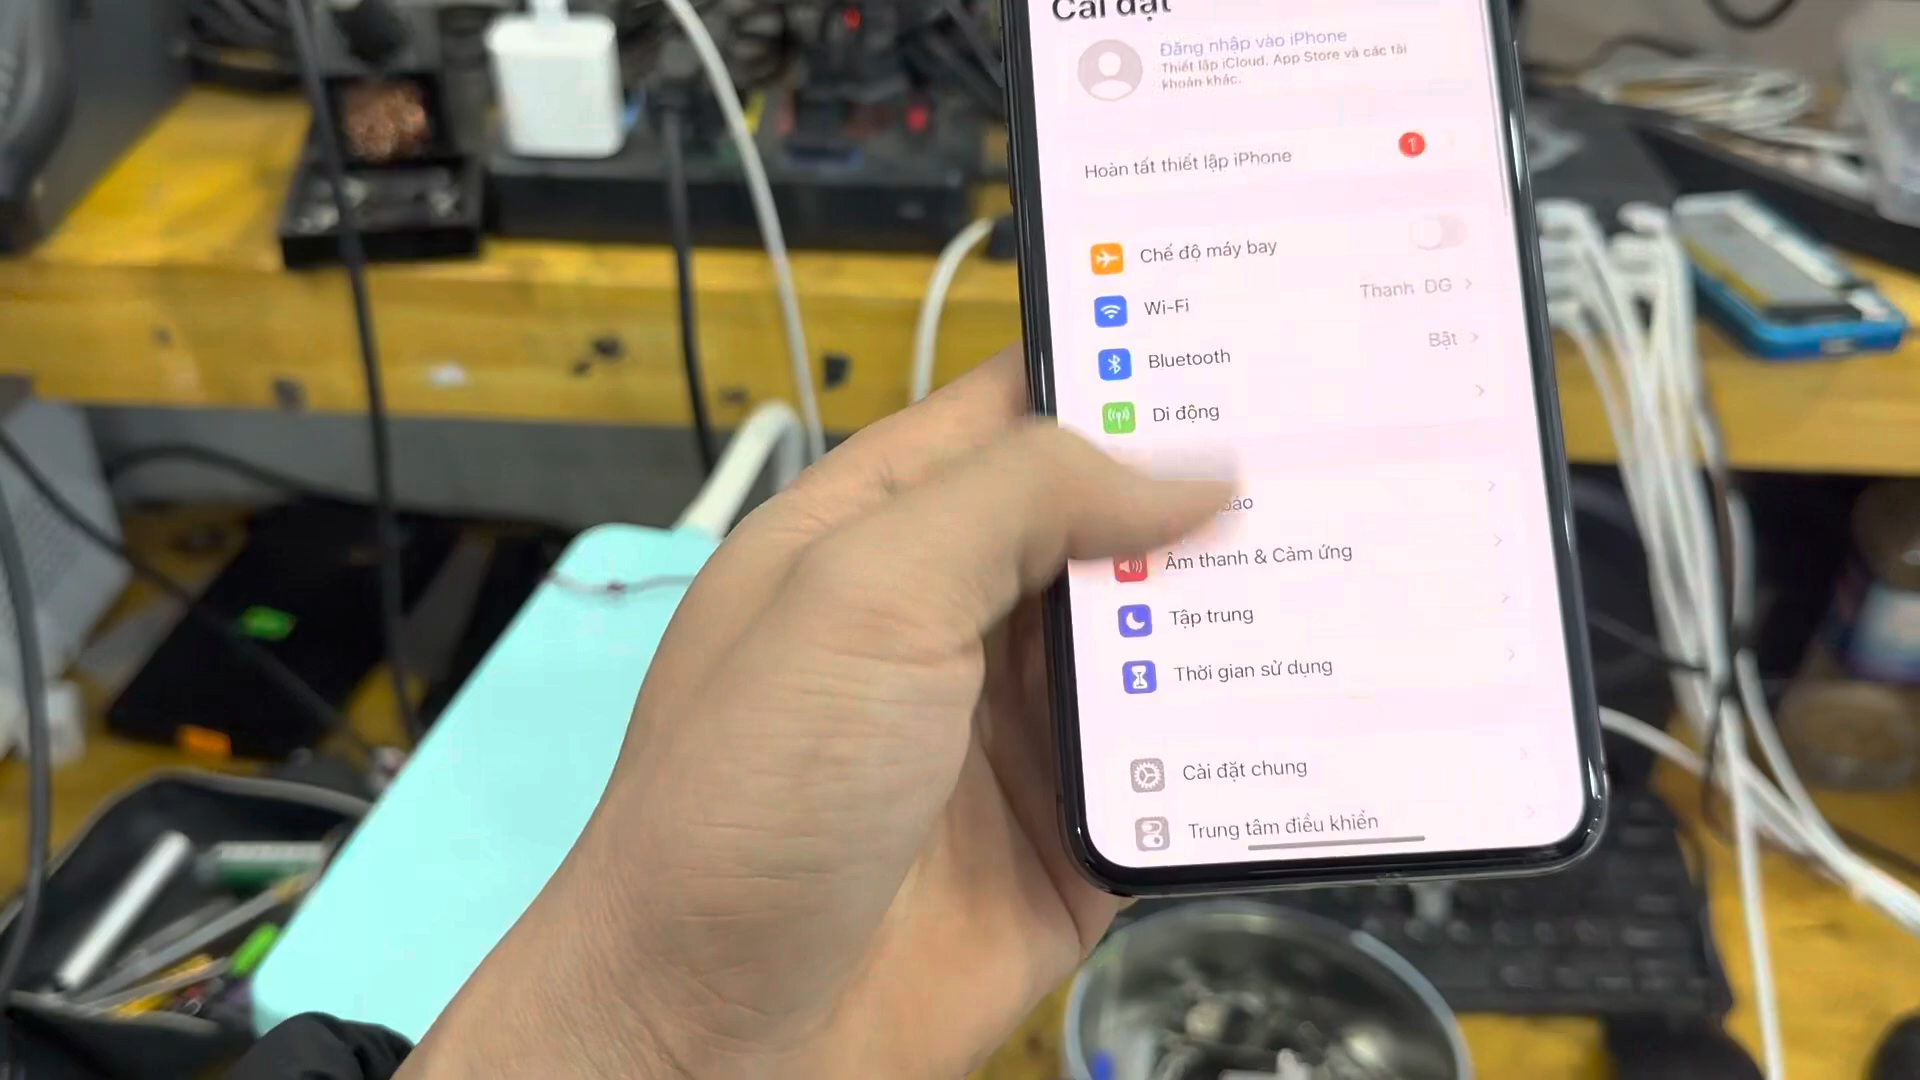 Cài đặt
Đăng nhập vào iPhone
Thiết lập iCloud, App Store và các tài
khoản khác.
Hoàn tất thiết lập iPhone
1
Chế độ máy bay
Wi-Fi
Thanh DG
Bluetooth
Bật
Di động
báo
Âm thanh & Cảm ứng
Tập trung
Thời gian sử dụng
Cài đặt chung
Trung tâm điều khiển